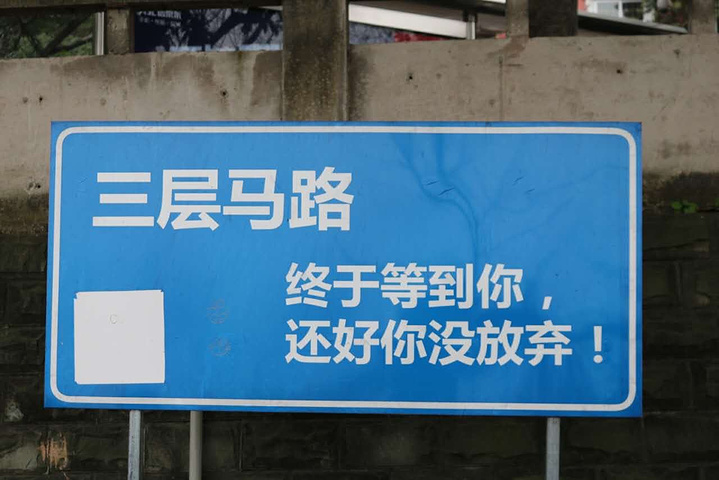 三层马路
终于等到你，
还好你没放弃！